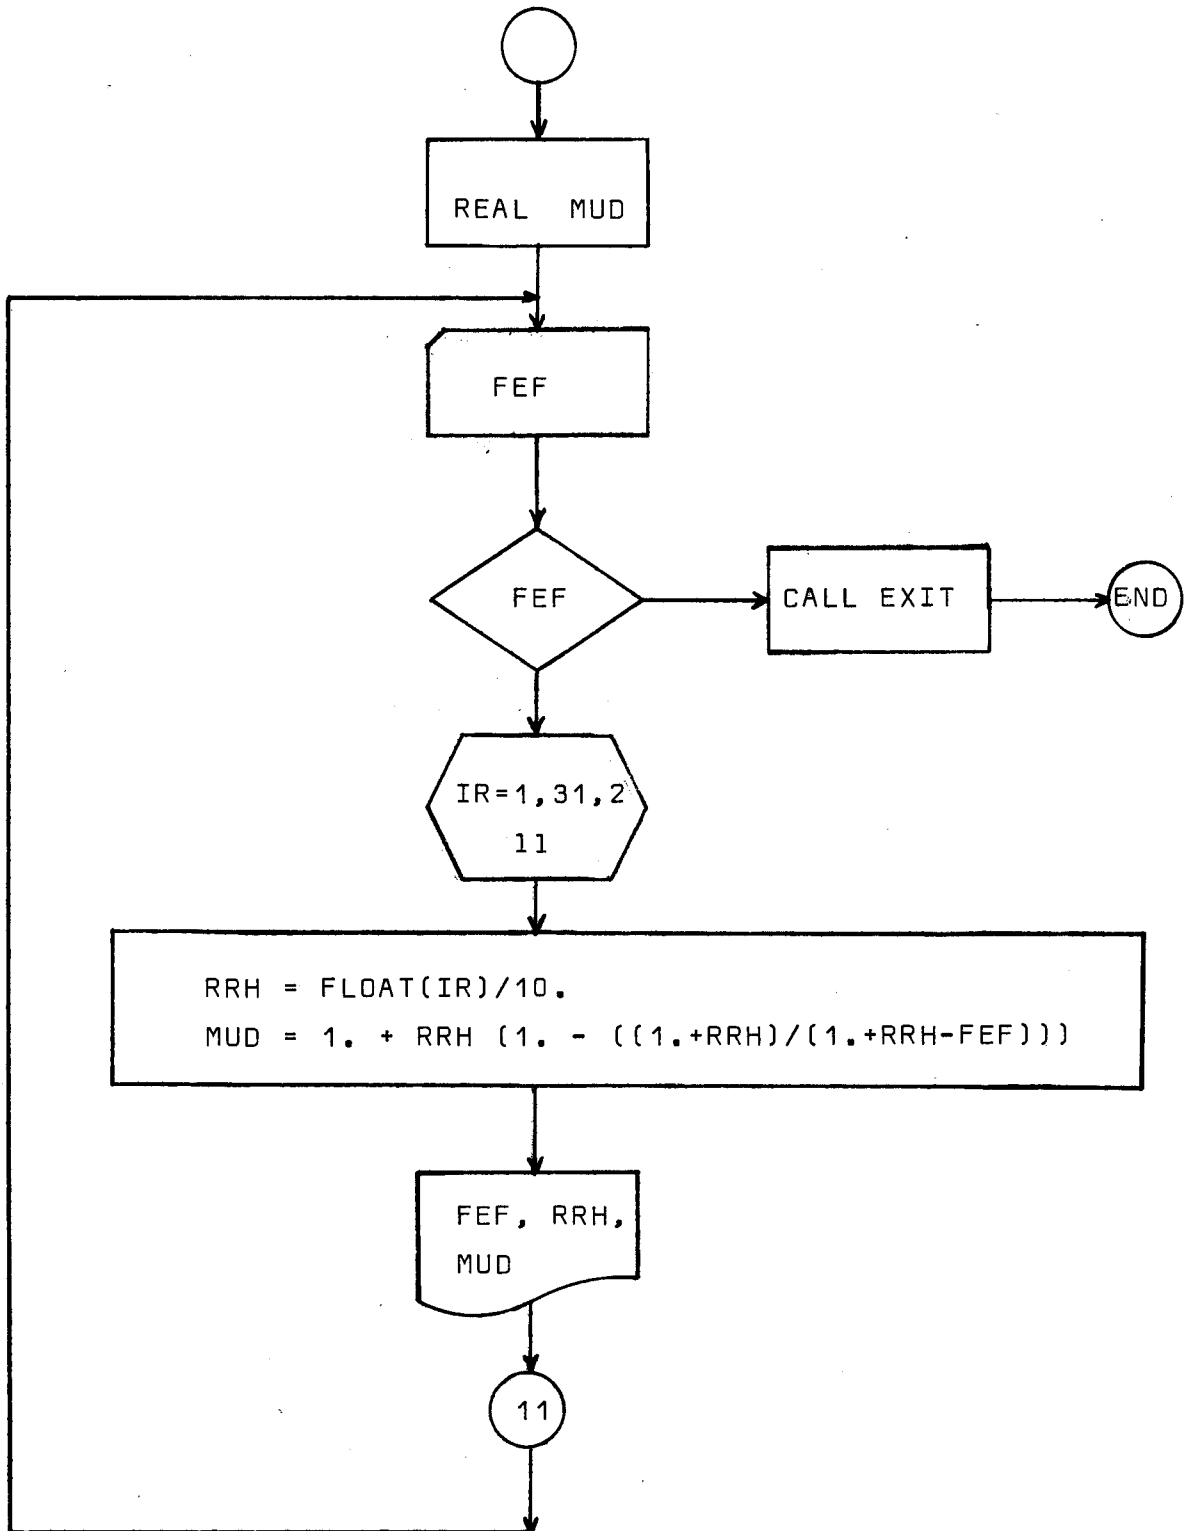 REAL MUD
FEF
FEF
CALL EXIT
END
IR=1,31,2
11
RRH = FLOAT(IR)/10.
MUD = 1. + RRH (1. - ((1.+RRH)/(1.+RRH-FEF)))
FEF, RRH,
MUD
11